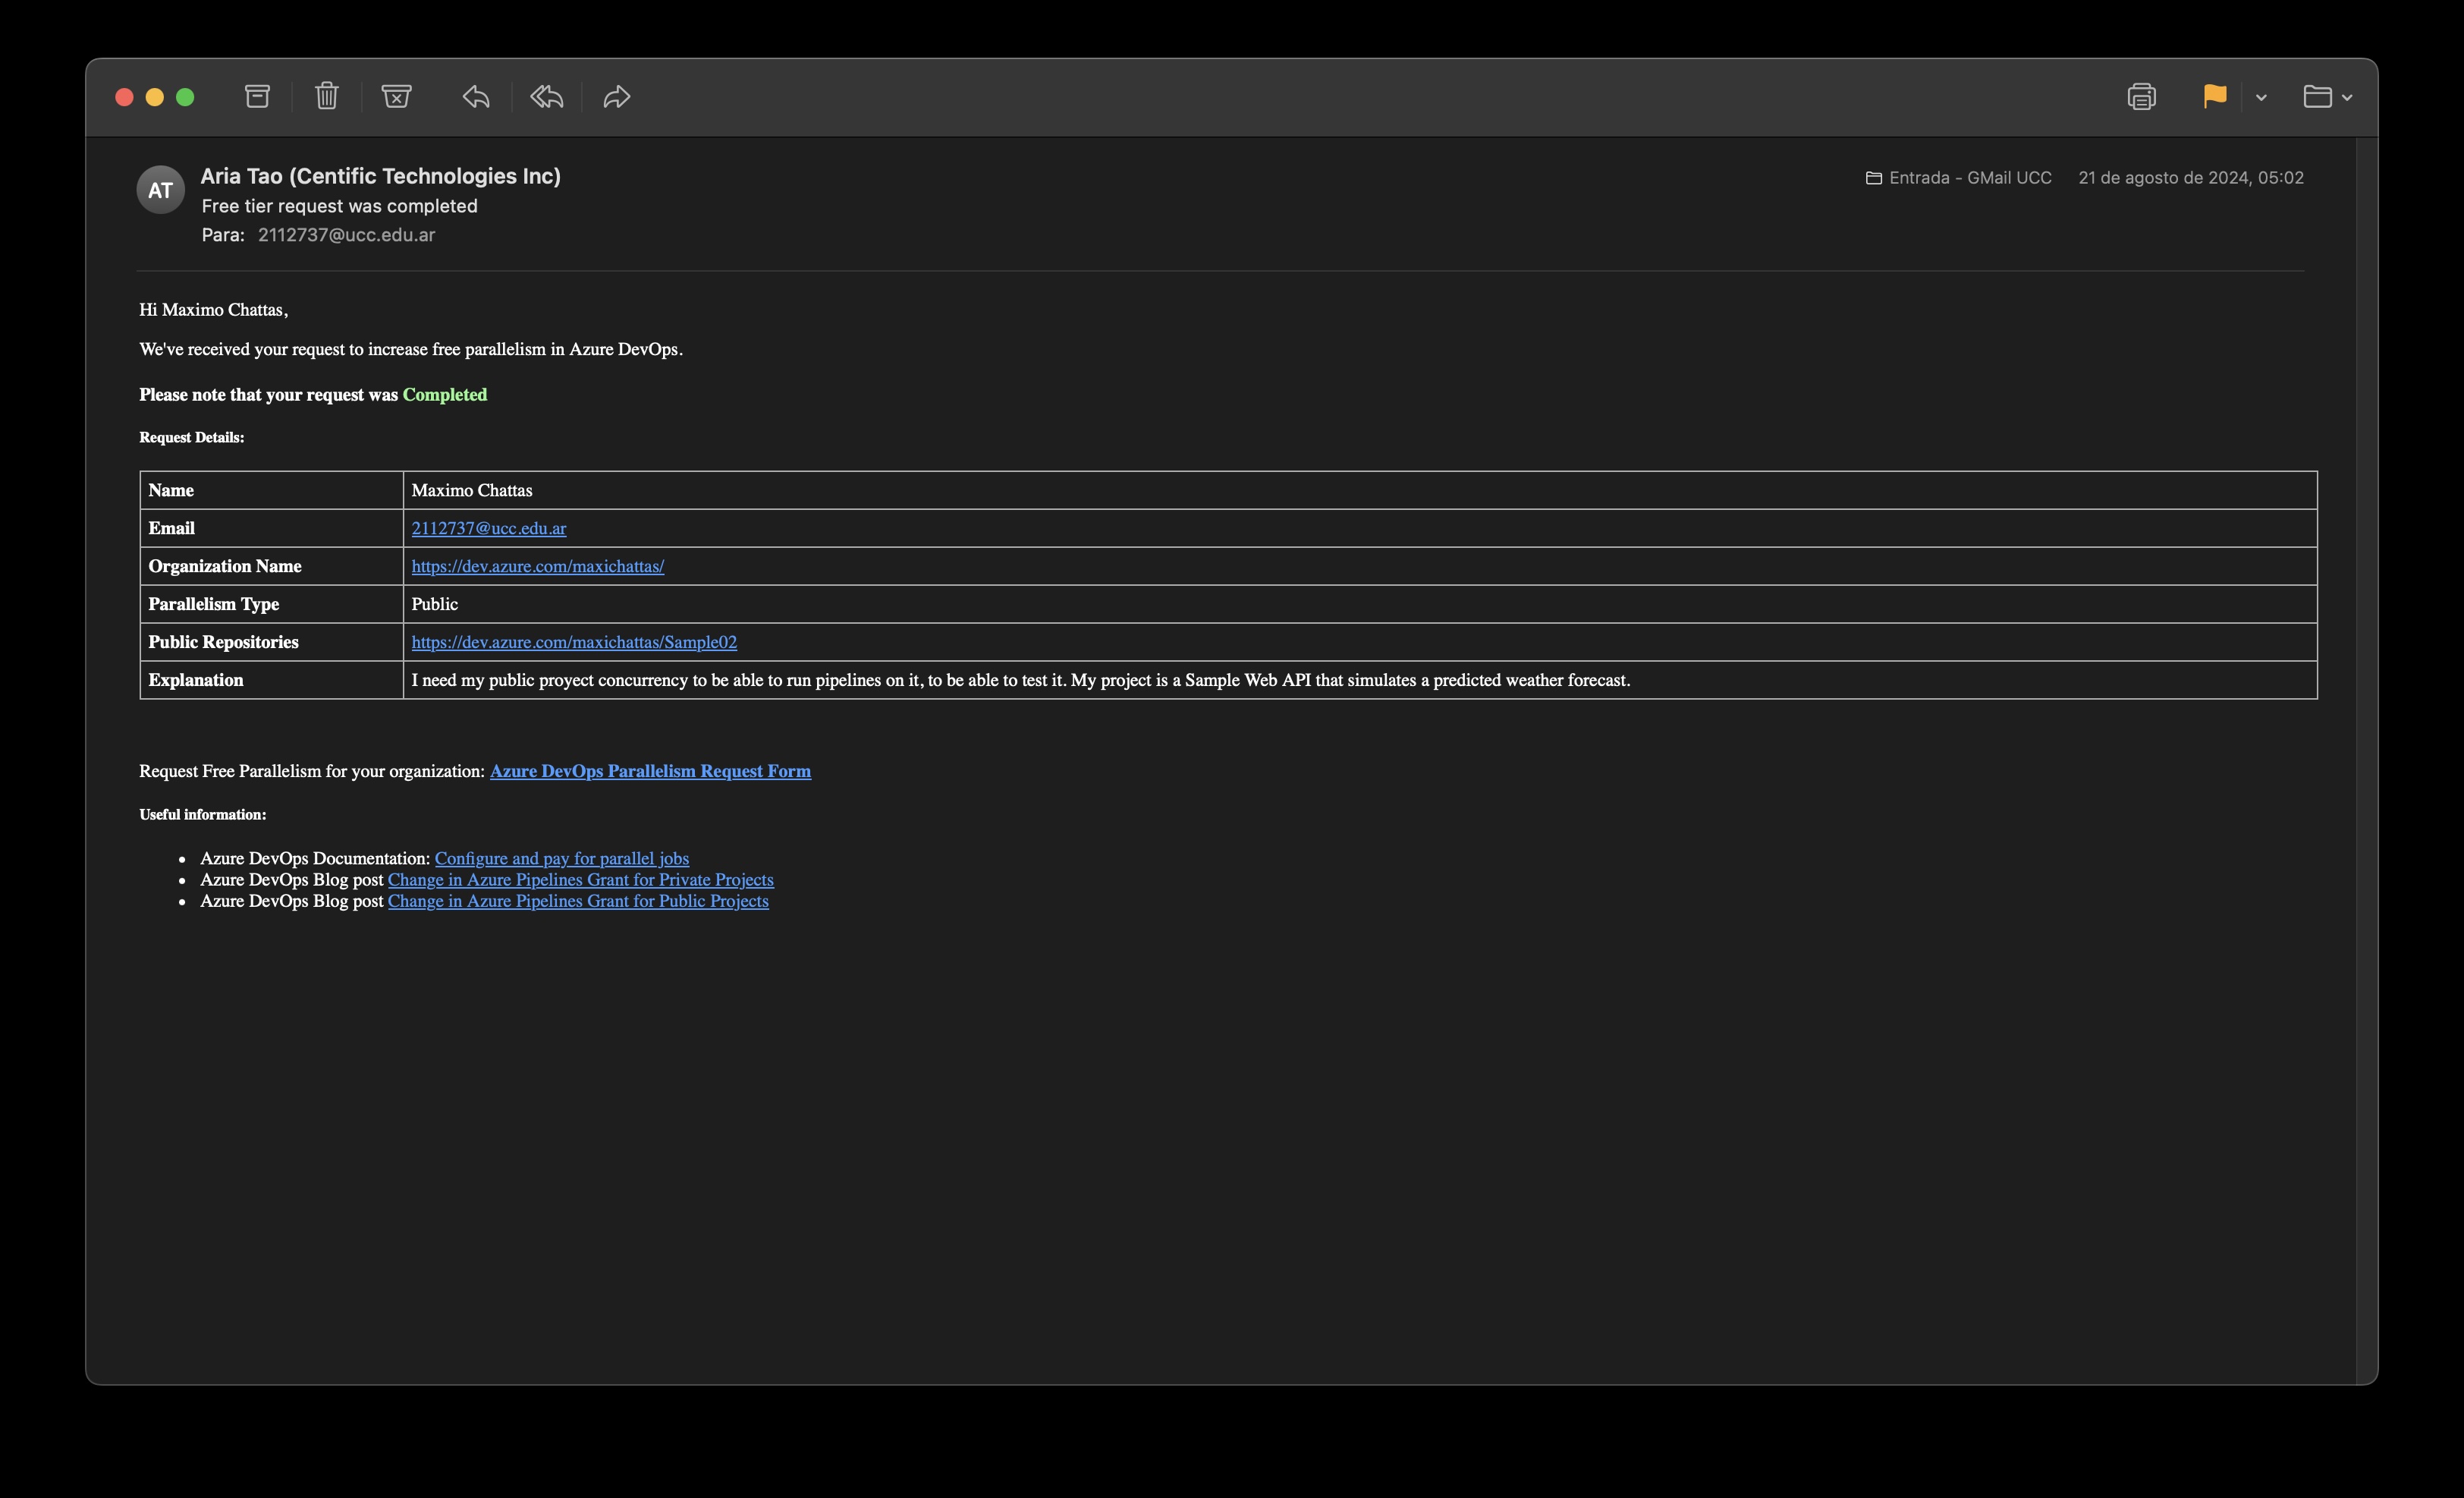 AT
Aria Tao (Centific Technologies Inc)
Entrada - GMail UCC 21 de agosto de 2024, 05:02
Free tier request was completed
Para: 2112737@ucc.edu.ar
Hi Maximo Chattas,
We've received your request to increase free parallelism in Azure DevOps.
Please note that your request was Completed
Request Details:
Name Maximo Chattas
Email 2112737@ucc.edu.ar
Organization Name https://dev.azure.com/maxichattas/
Parallelism Type Public
Public Repositories https://dev.azure.com/maxichattas/Sample02
Explanation I need my public proyect concurrency to be able to run pipelines on it, to be able to test it. My project is a Sample Web API that simulates a predicted weather forecast.
Request Free Parallelism for your organization: Azure DevOps Parallelism Request Form
Useful information:
• Azure DevOps Documentation: Configure and pay for parallel jobs
• Azure DevOps Blog post Change in Azure Pipelines Grant for Private Projects
• Azure DevOps Blog post Change in Azure Pipelines Grant for Public Projects